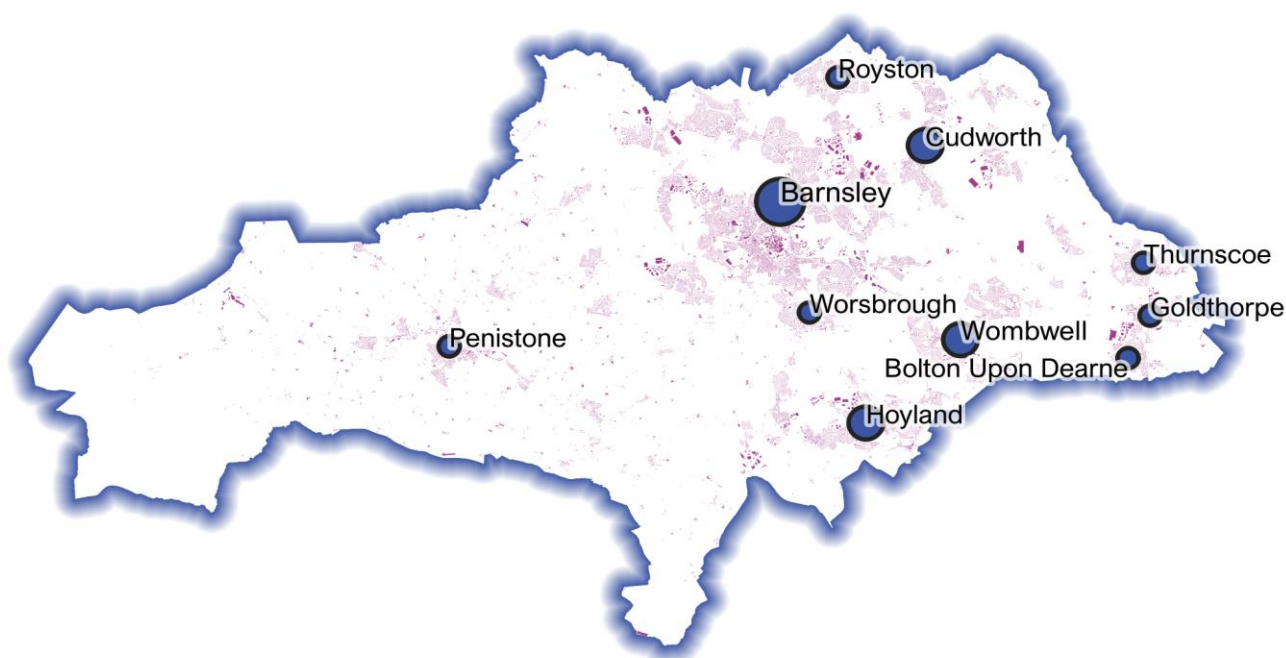 Royston
Cudworth
Barnsley
Thurnscoe
Goldthorpe
Worsbrough
Wombwell
Penistone
Bolton Upon Dearne
Hoyland